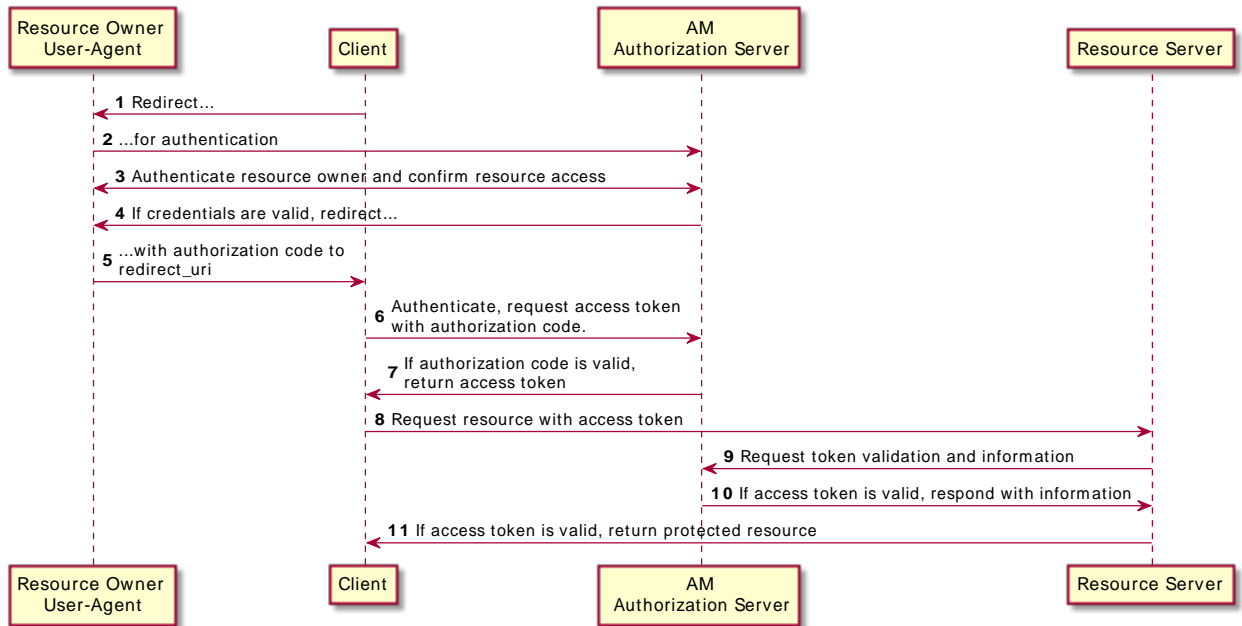 Resource Owner
User-Agent
Client
AM
Authorization Server
Resource Server
1 Redirect...
2 ...for authentication
3 Authenticate resource owner and confirm resource access
4 If credentials are valid, redirect...
5 ...with authorization code to
redirect_uri
6 Authenticate, request access token
with authorization code.
7 If authorization code is valid,
return access token
8 Request resource with access token
9 Request token validation and information
10 If access token is valid, respond with information
11 If access token is valid, return protected resource
Resource Owner
User-Agent
Client
AM
Authorization Server
Resource Server